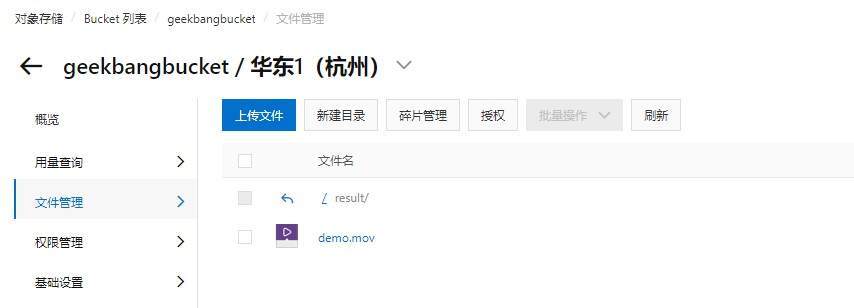 对象存储 / Bucket 列表 / geekbangbucket / 文件管理
geekbangbucket / 华东1（杭州）
概览
用量查询
文件管理
权限管理
基础设置
上传文件 新建目录 碎片管理 授权 批量操作 刷新
文件名
/ result/
demo.mov